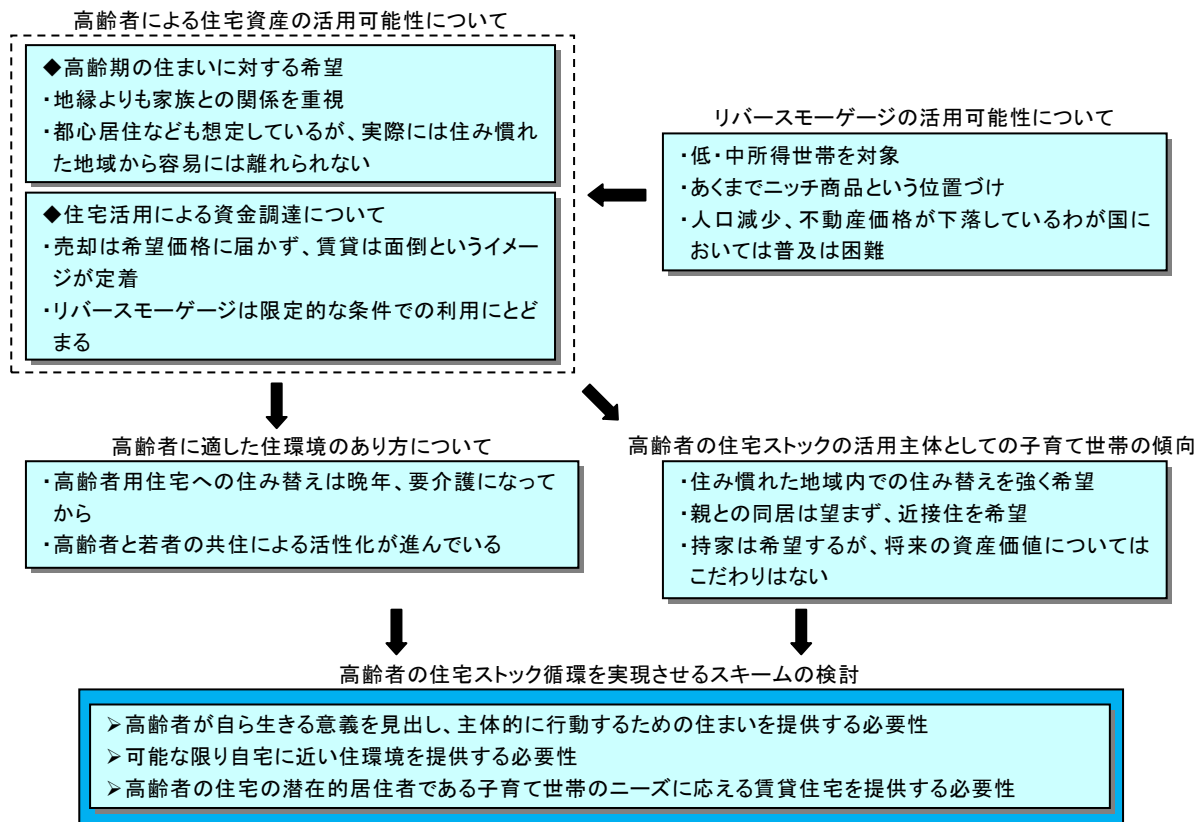 高齢者による住宅資産の活用可能性について
◆高齢期の住まいに対する希望
・地縁よりも家族との関係を重視
・都心居住なども想定しているが、実際には住み慣れ
た地域から容易には離れられない
◆住宅活用による資金調達について
・売却は希望価格に届かず、賃貸は面倒というイメー
ジが定着
・リバースモーゲージは限定的な条件での利用にとど
まる
リバースモーゲージの活用可能性について
・低・中所得世帯を対象
・あくまでニッチ商品という位置づけ
・人口減少、不動産価格が下落しているわが国に
おいては普及は困難
高齢者に適した住環境のあり方について
・高齢者用住宅への住み替えは晩年、要介護になって
から
・高齢者と若者の共住による活性化が進んでいる
高齢者の住宅ストックの活用主体としての子育て世帯の傾向
・住み慣れた地域内での住み替えを強く希望
・親との同居は望まず、近接住を希望
・持家は希望するが、将来の資産価値については
こだわりはない
高齢者の住宅ストック循環を実現させるスキームの検討
➢高齢者が自ら生きる意義を見出し、主体的に行動するための住まいを提供する必要性
➢可能な限り自宅に近い住環境を提供する必要性
➢高齢者の住宅の潜在的居住者である子育て世帯のニーズに応える賃貸住宅を提供する必要性